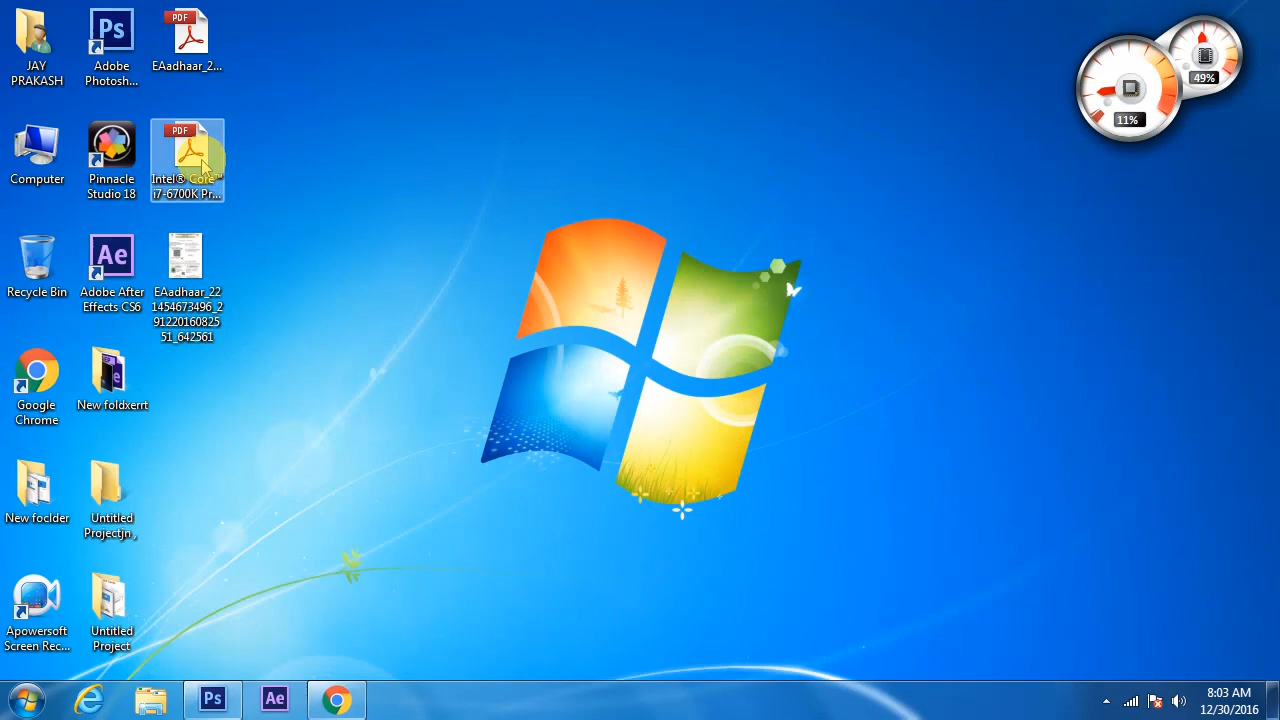 JAY
PRAKASH
Ps
Adobe
Photosh...
PDF
EAadhaar_2...
Computer
Pinnacle
Studio 18
PDF
Intel® Core™
i7-6700K Pr...
Recycle Bin
Ae
Adobe After
Effects CS6
EAadhaar_22
1454673496_2
91220160825
51_642561
Google
Chrome
New foldxerrt
New foclder
Untitled
Projectjn,
Apowersoft
Screen Rec...
Untitled
Project
49%
11%
Ps
Ae
8:03 AM
12/30/2016